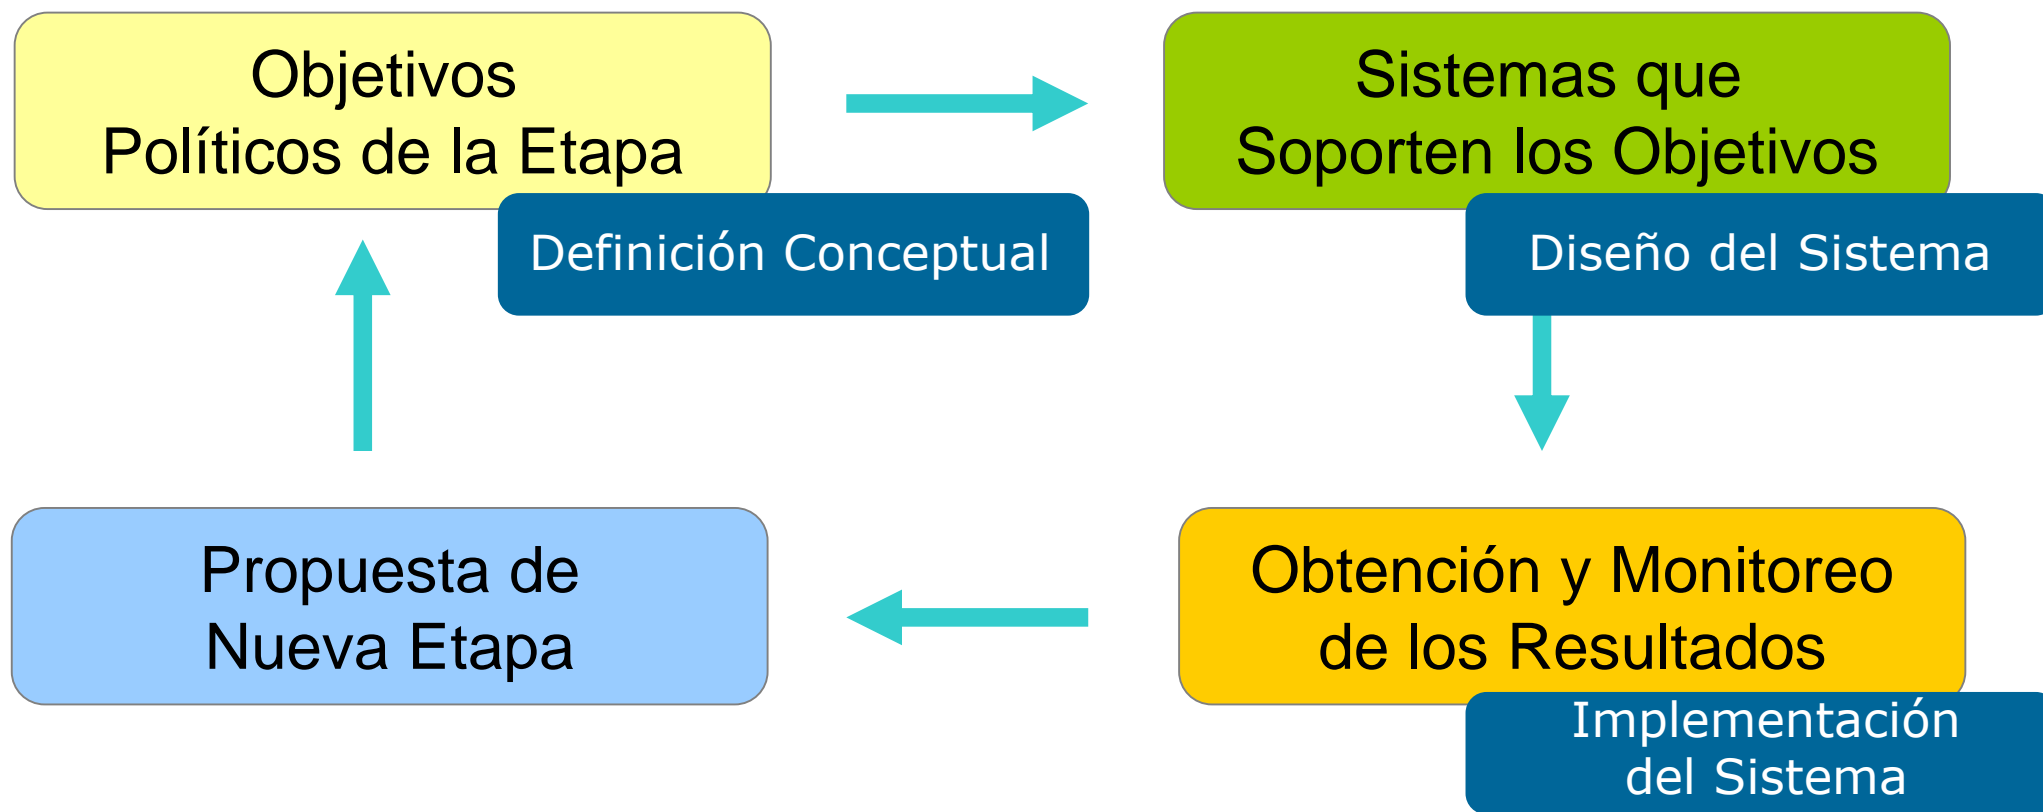 Objetivos
Políticos de la Etapa
Definición Conceptual
Sistemas que
Soporten los Objetivos
Diseño del Sistema
Propuesta de
Nueva Etapa
Obtención y Monitoreo
de los Resultados
Implementación
del Sistema